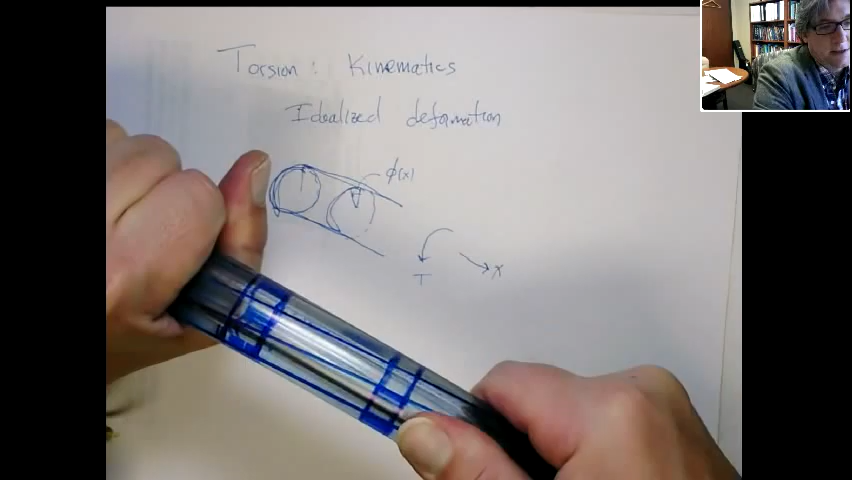 Torsion: Kinematics
Idealized deformation
ϕ(x)
T
x